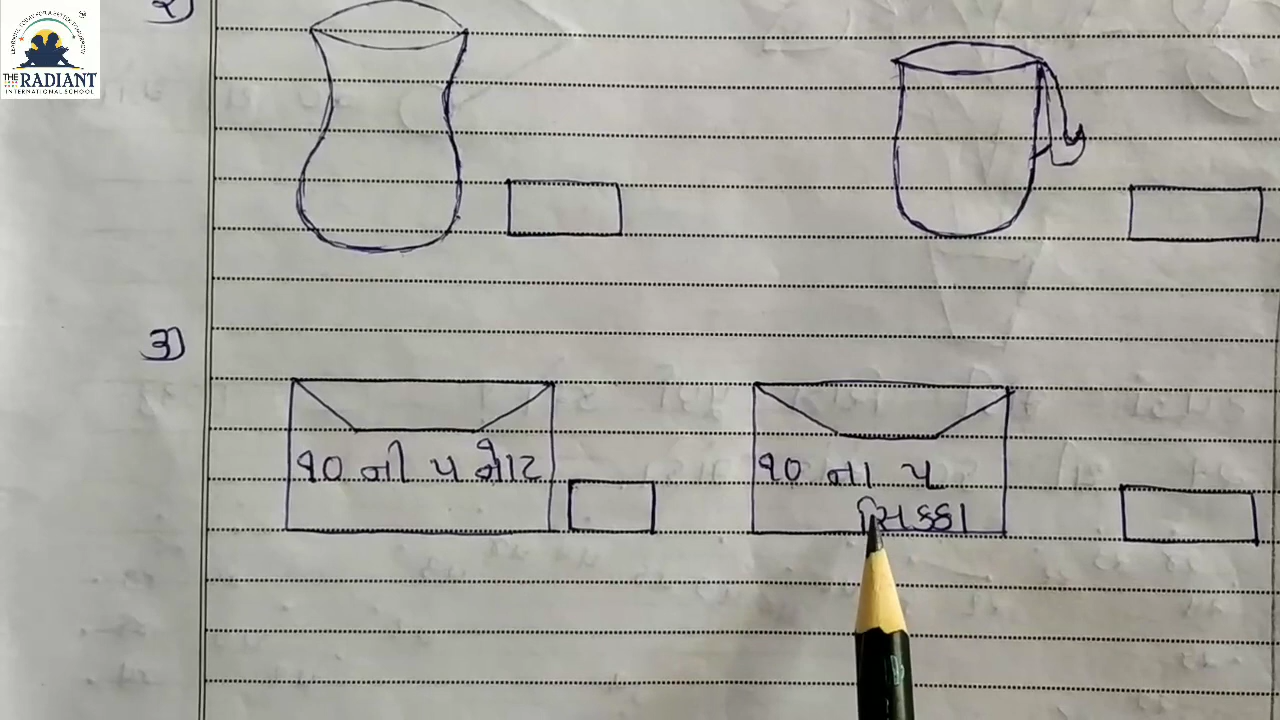 THE RADIANT
INTERNATIONAL SCHOOL
૨)
૩)
૧૦ ની ૫ નોટ
૧૦ ના ૫
સિક્કા